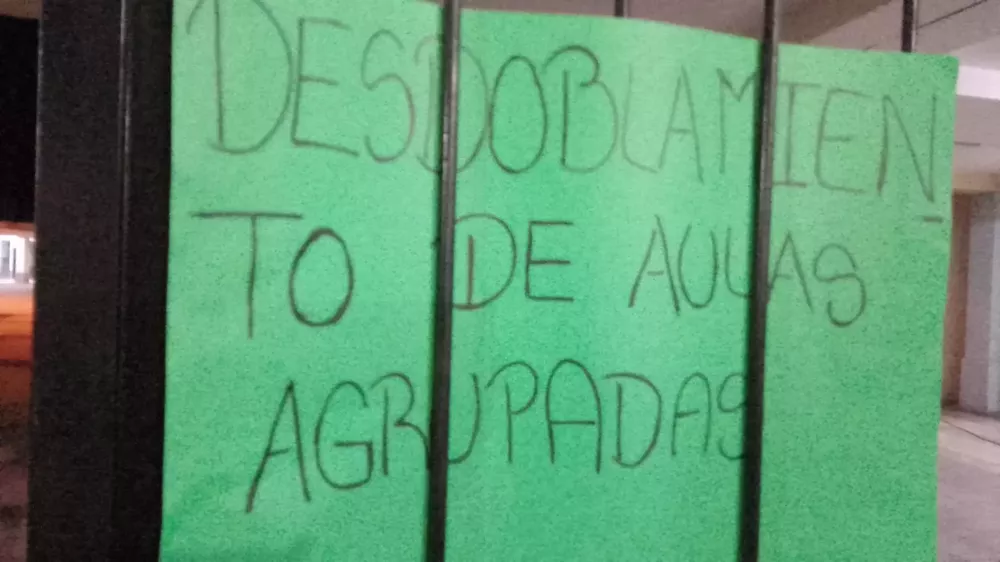 DESDOBLAMIEN-
TO DE AULAS
AGRUPADAS